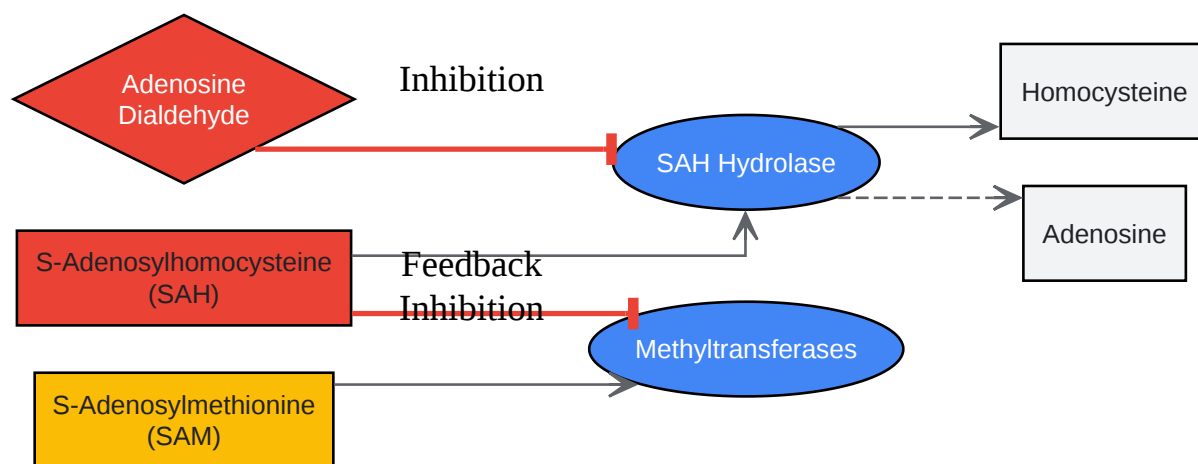 Adenosine
Dialdehyde
Inhibition
Homocysteine
SAH Hydrolase
Adenosine
S-Adenosylhomocysteine
(SAH)
Feedback
Inhibition
Methyltransferases
S-Adenosylmethionine
(SAM)